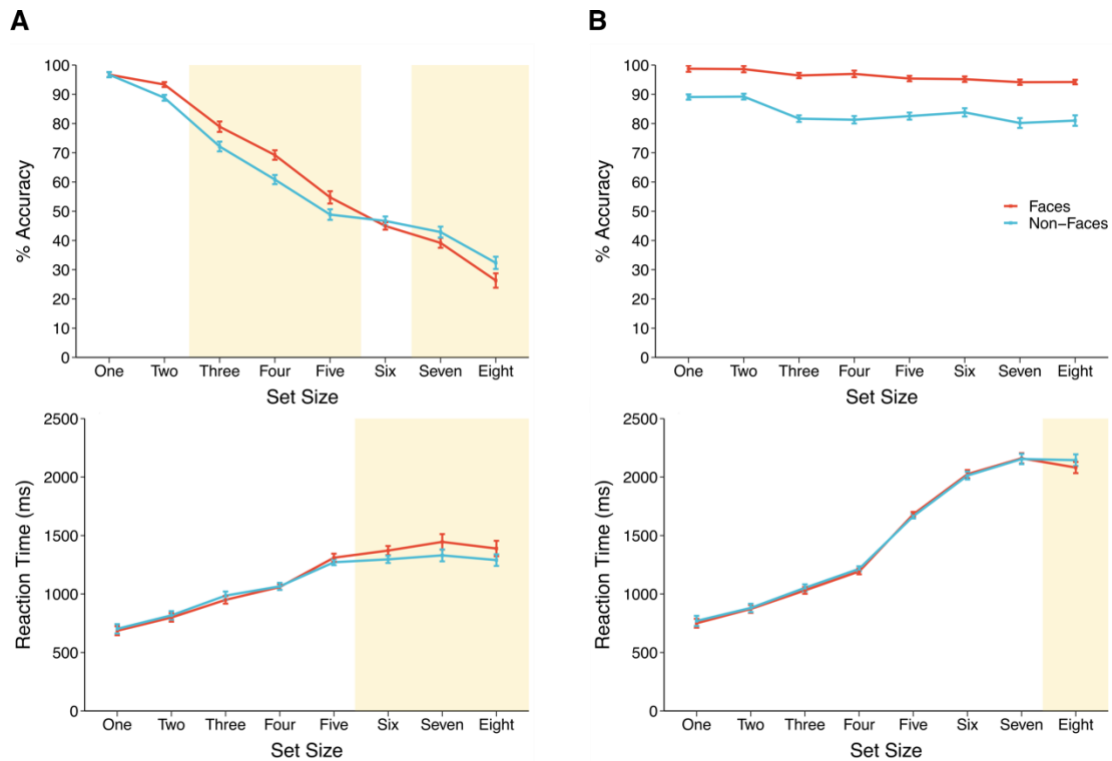 A
100
90
80
70
60
50
40
30
20
10
0
% Accuracy
One Two Three Four Five Six Seven Eight
Set Size
2500
2000
1500
1000
500
0
Reaction Time (ms)
One Two Three Four Five Six Seven Eight
Set Size
B
100
90
80
70
60
50
40
30
20
10
0
% Accuracy
Faces
Non-Faces
One Two Three Four Five Six Seven Eight
Set Size
2500
2000
1500
1000
500
0
Reaction Time (ms)
One Two Three Four Five Six Seven Eight
Set Size